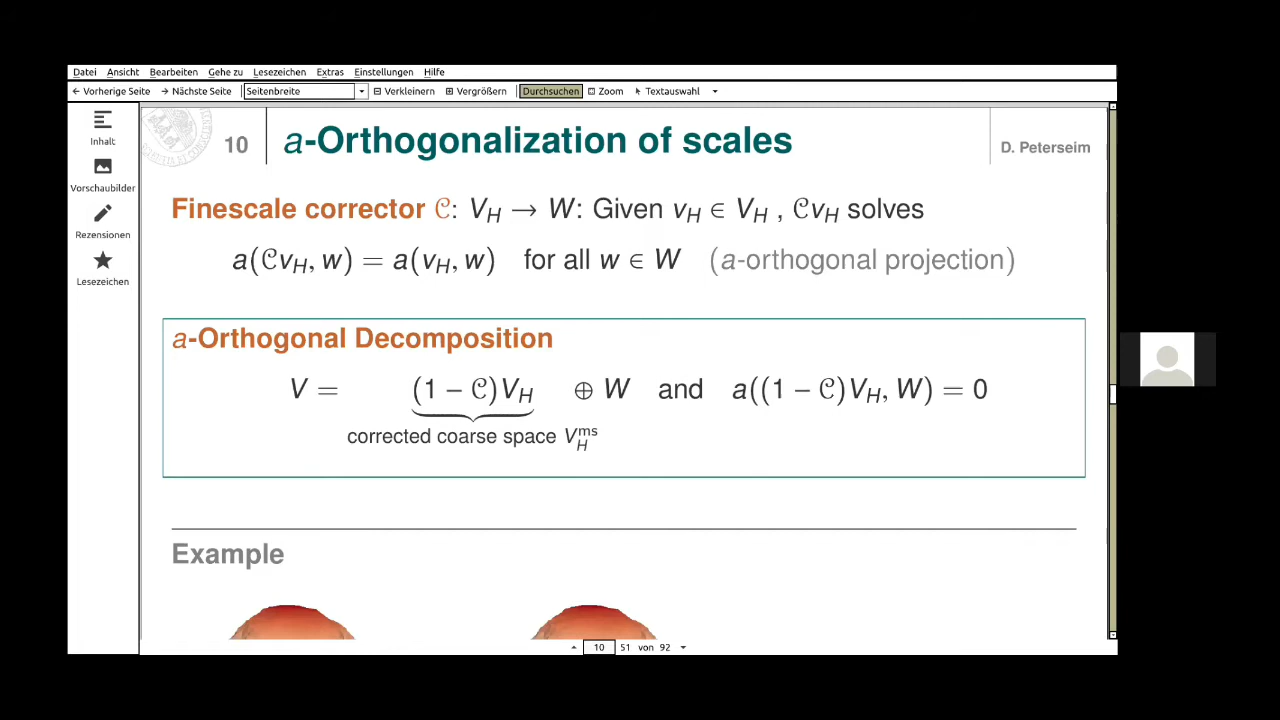 Datei Ansicht Bearbeiten Gehe zu Lesezeichen Extras Einstellungen Hilfe
Vorherige Seite Nächste Seite Seitenbreite Verkleinern Vergrößern Durchsuchen Zoom Textauswahl
Inhalt
Vorschaubilder
Rezensionen
Lesezeichen
10 a-Orthogonalization of scales D. Peterseim
Finescale corrector 𝒞: V_H → W: Given v_H ∈ V_H , 𝒞v_H solves
a(𝒞v_H, w) = a(v_H, w) for all w ∈ W (a-orthogonal projection)
a-Orthogonal Decomposition
V = (1 − 𝒞)V_H ⊕ W and a((1 − 𝒞)V_H, W) = 0
corrected coarse space V_H^ms
Example
10 51 von 92